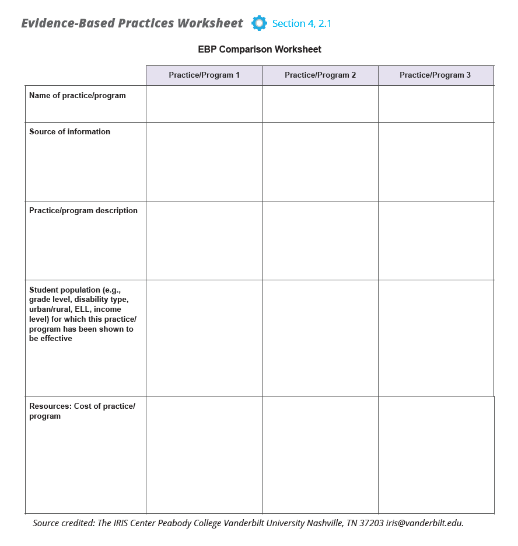 Evidence-Based Practices Worksheet Section 4, 2.1
EBP Comparison Worksheet
Practice/Program 1 Practice/Program 2 Practice/Program 3
Name of practice/program
Source of information
Practice/program description
Student population (e.g.,
grade level, disability type,
urban/rural, ELL, income
level) for which this practice/
program has been shown to
be effective
Resources: Cost of practice/
program
Source credited: The IRIS Center Peabody College Vanderbilt University Nashville, TN 37203 iris@vanderbilt.edu.